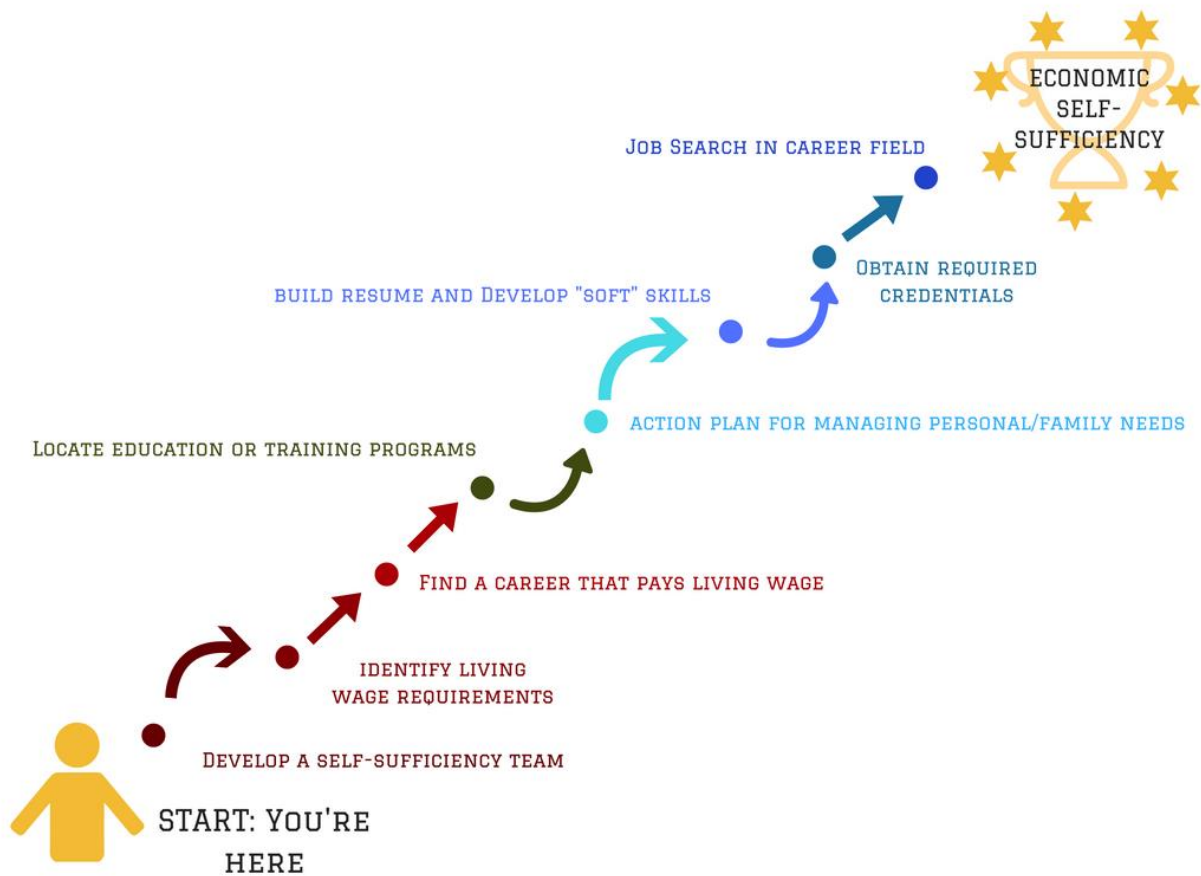 ECONOMIC
SELF-
SUFFICIENCY
Job Search in career field
Obtain required
credentials
build resume and Develop "soft" skills
action plan for managing personal/family needs
Locate education or training programs
Find a career that pays living wage
identify living
wage requirements
Develop a self-sufficiency team
START: You're
here